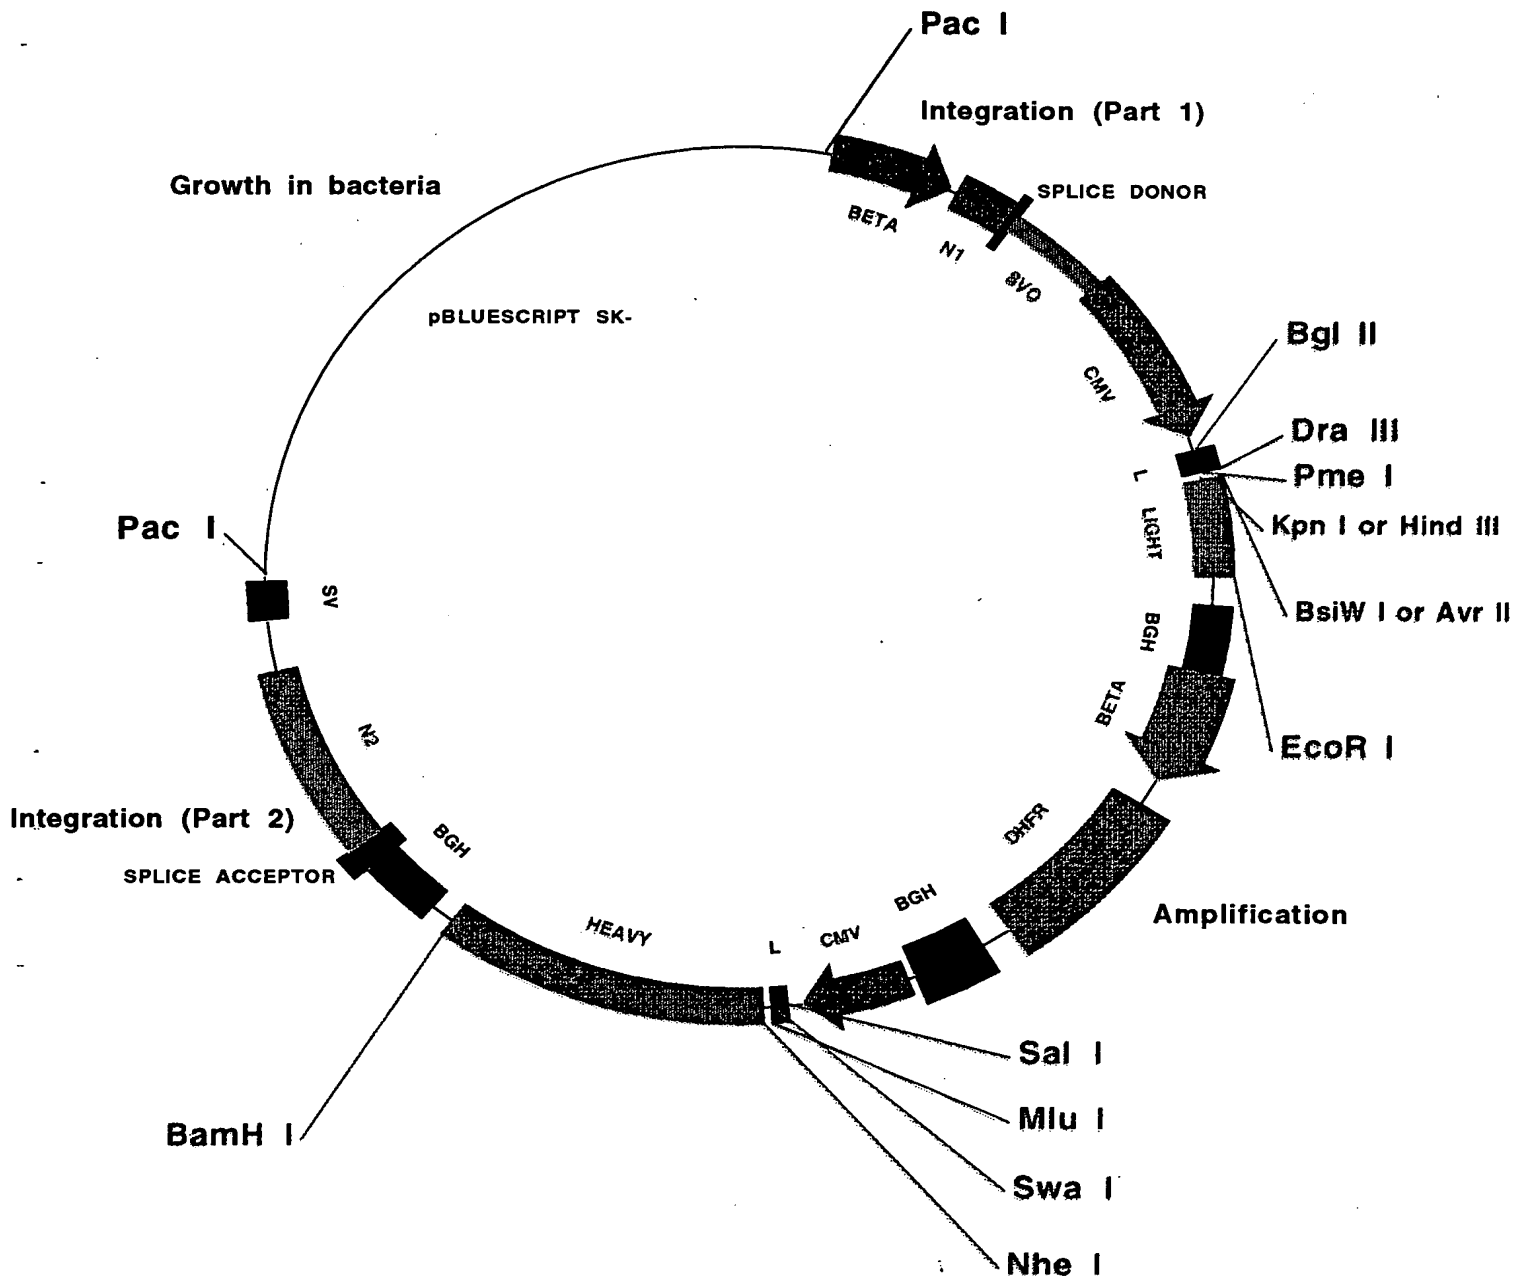 Pac I
Integration (Part 1)
Growth in bacteria
SPLICE DONOR
BETA
N1
SVO
pBLUESCRIPT SK-
Bgl II
CMV
Dra III
L
Pme I
Pac I
LIGHT
Kpn I or Hind III
SV
BGH
BsiW I or Avr II
BETA
N2
EcoR I
Integration (Part 2)
DHFR
BGH
SPLICE ACCEPTOR
BGH
Amplification
HEAVY
L
CMV
Sal I
Mlu I
BamH I
Swa I
Nhe I